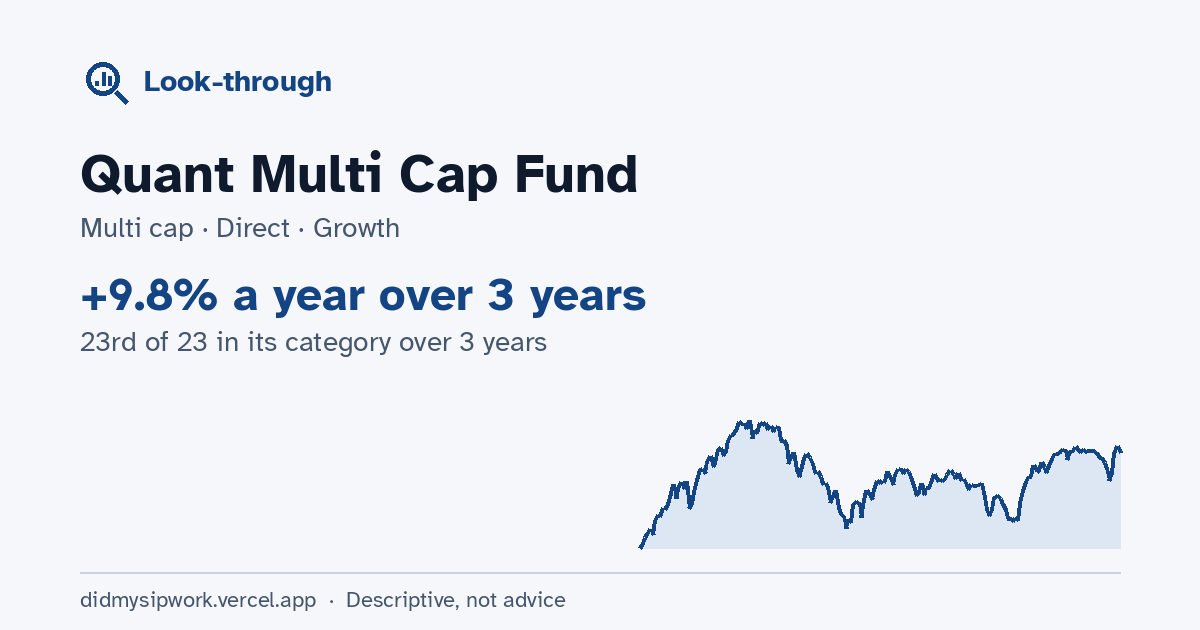 Look-through
Quant Multi Cap Fund
Multi cap · Direct · Growth
+9.8% a year over 3 years
23rd of 23 in its category over 3 years
didmysipwork.vercel.app · Descriptive, not advice